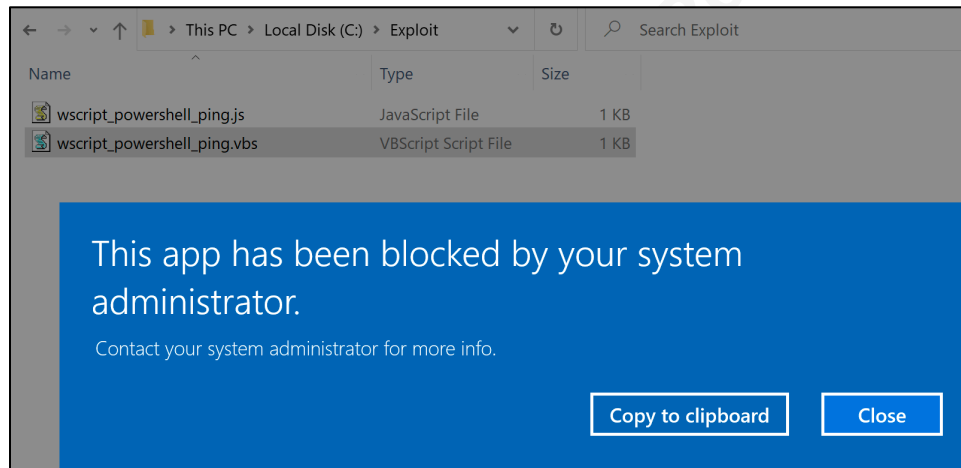 This PC > Local Disk (C:) > Exploit
Search Exploit
Name Type Size
wscript_powershell_ping.js JavaScript File 1 KB
wscript_powershell_ping.vbs VBScript Script File 1 KB
This app has been blocked by your system
administrator.
Contact your system administrator for more info.
Copy to clipboard Close